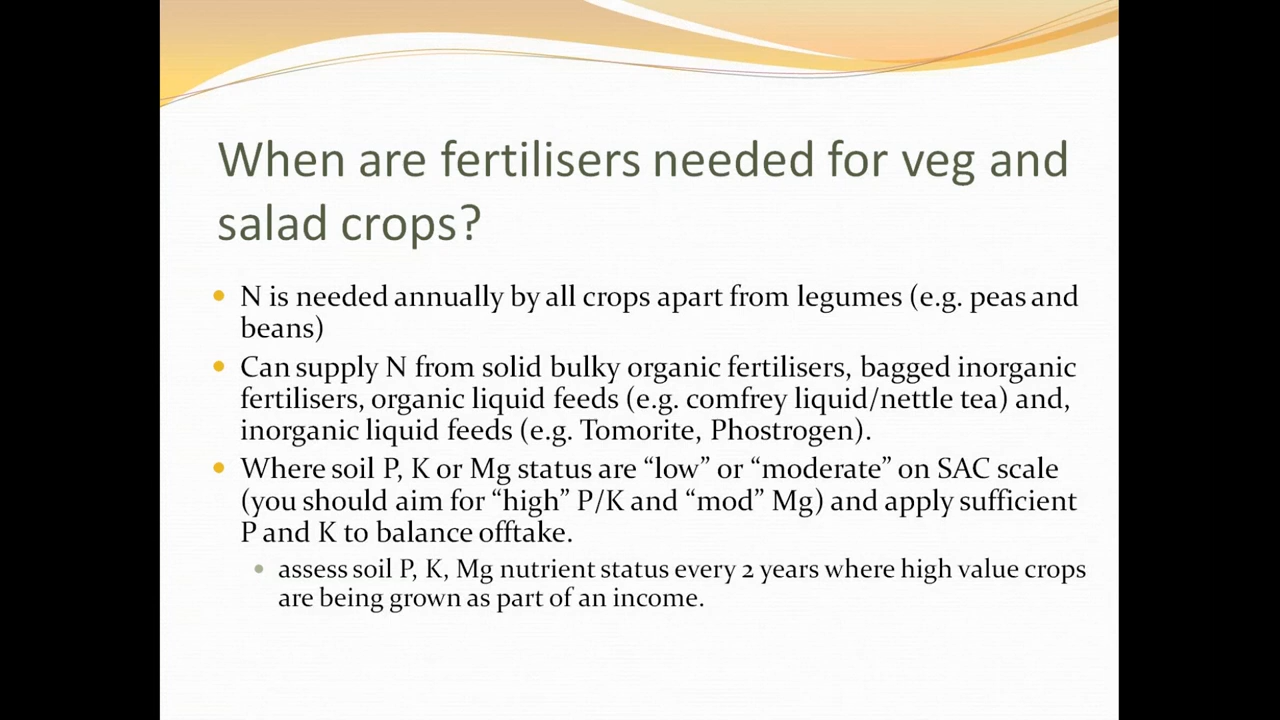 When are fertilisers needed for veg and
salad crops?
N is needed annually by all crops apart from legumes (e.g. peas and
beans)
Can supply N from solid bulky organic fertilisers, bagged inorganic
fertilisers, organic liquid feeds (e.g. comfrey liquid/nettle tea) and,
inorganic liquid feeds (e.g. Tomorite, Phostrogen).
Where soil P, K or Mg status are “low” or “moderate” on SAC scale
(you should aim for “high” P/K and “mod” Mg) and apply sufficient
P and K to balance offtake.
assess soil P, K, Mg nutrient status every 2 years where high value crops
are being grown as part of an income.